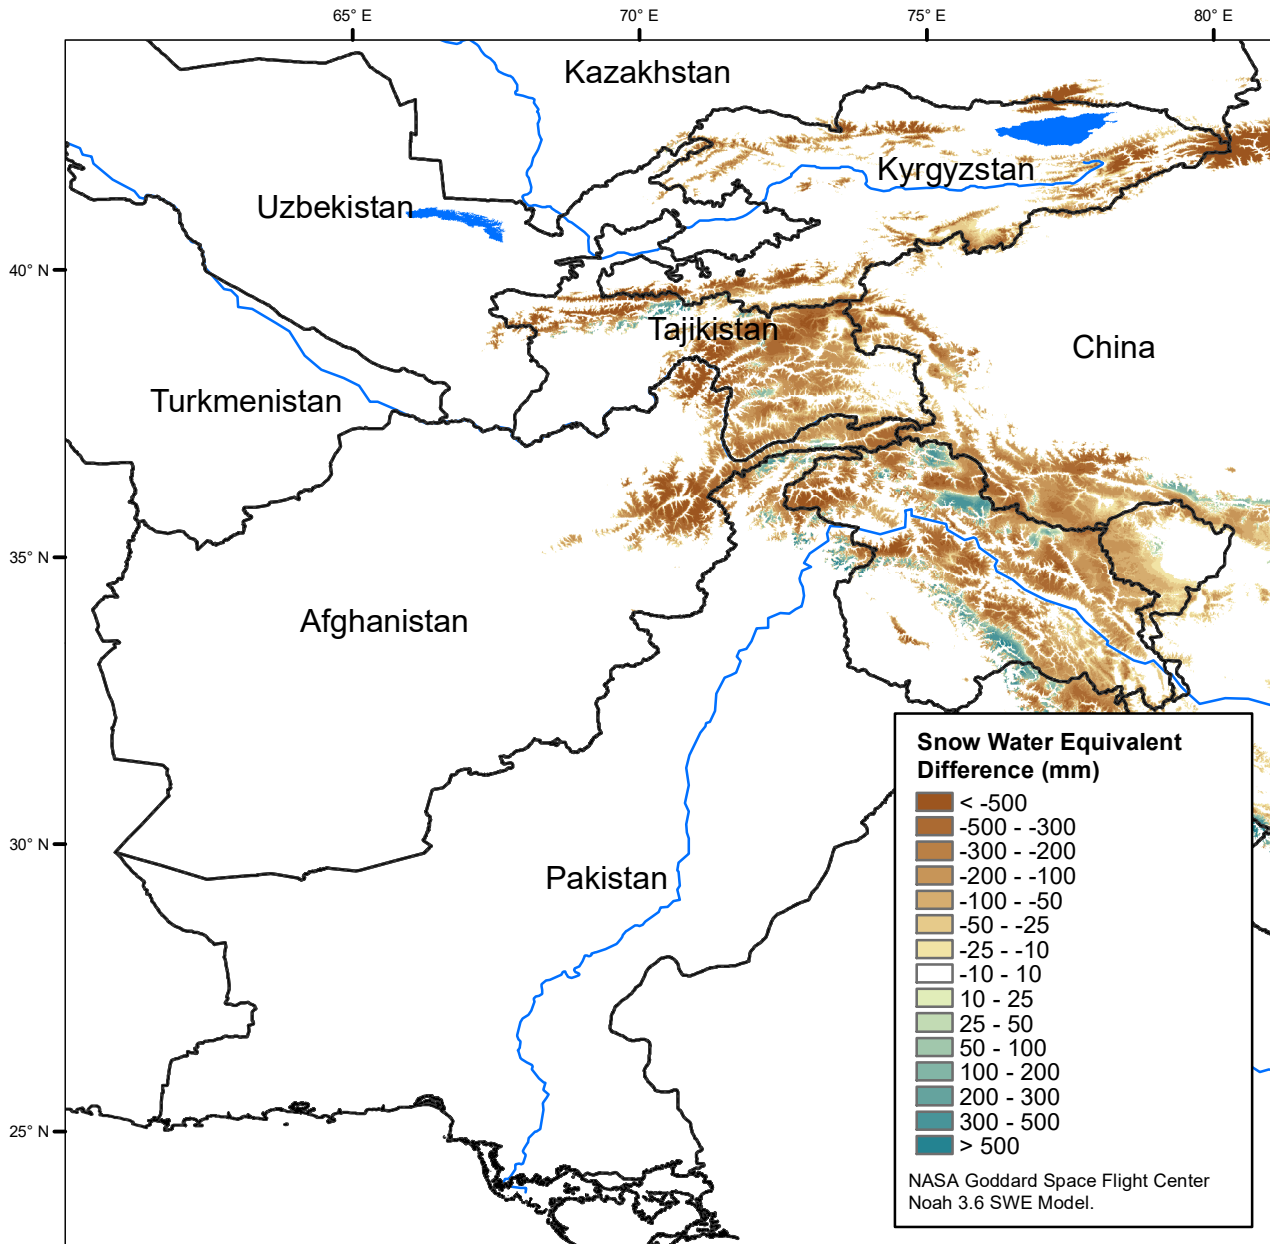 65° E
70° E
75° E
80° E
Kazakhstan
Kyrgyzstan
Uzbekistan
40° N
Tajikistan
China
Turkmenistan
35° N
Afghanistan
30° N
Pakistan
25° N
Snow Water Equivalent
Difference (mm)
< -500
-500 - -300
-300 - -200
-200 - -100
-100 - -50
-50 - -25
-25 - -10
-10 - 10
10 - 25
25 - 50
50 - 100
100 - 200
200 - 300
300 - 500
> 500
NASA Goddard Space Flight Center
Noah 3.6 SWE Model.